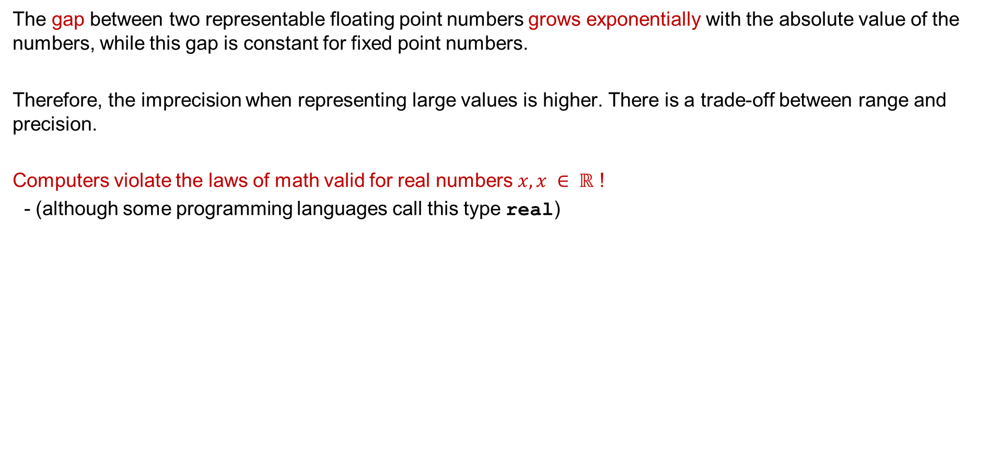 The gap between two representable floating point numbers grows exponentially with the absolute value of the
numbers, while this gap is constant for fixed point numbers.
Therefore, the imprecision when representing large values is higher. There is a trade-off between range and
precision.
Computers violate the laws of math valid for real numbers 𝑥, 𝑥 ∈ ℝ !
- (although some programming languages call this type real)